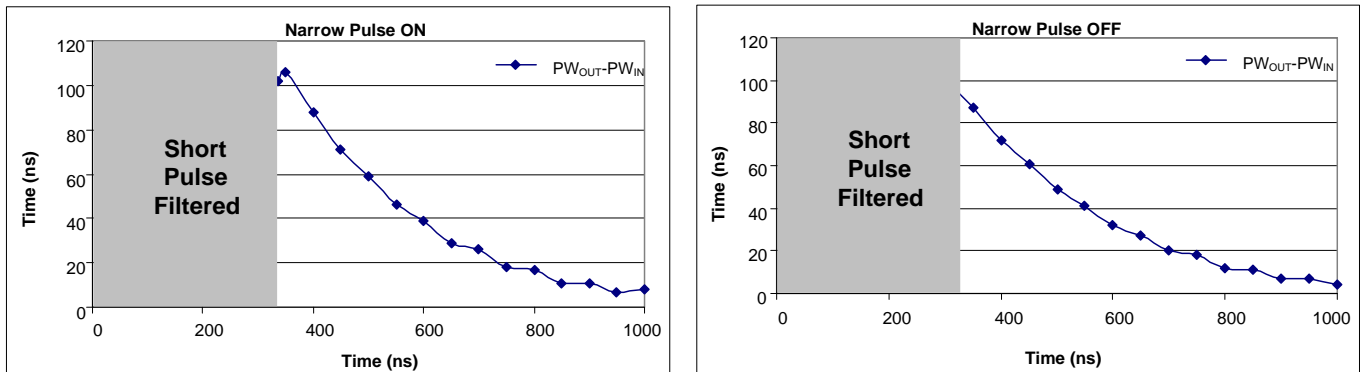 Narrow Pulse ON
120
100
80
60
40
20
0
Time (ns)
Short
Pulse
Filtered
PWOUT-PWIN
0 200 400 600 800 1000
Time (ns)
Narrow Pulse OFF
120
100
80
60
40
20
0
Time (ns)
Short
Pulse
Filtered
PWOUT-PWIN
0 200 400 600 800 1000
Time (ns)